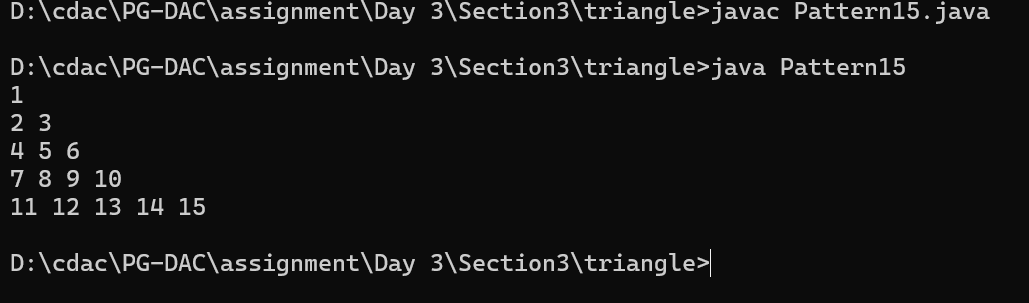 D:\cdac\PG-DAC\assignment\Day 3\Section3\triangle>javac Pattern15.java
D:\cdac\PG-DAC\assignment\Day 3\Section3\triangle>java Pattern15
1
2 3
4 5 6
7 8 9 10
11 12 13 14 15
D:\cdac\PG-DAC\assignment\Day 3\Section3\triangle>